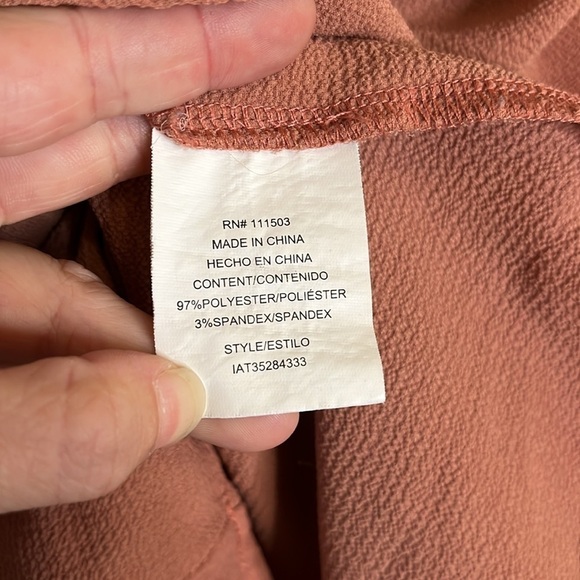 RN# 111503
MADE IN CHINA
HECHO EN CHINA
CONTENT/CONTENIDO
97%POLYESTER/POLIÉSTER
3%SPANDEX/SPANDEX
STYLE/ESTILO
IAT35284333